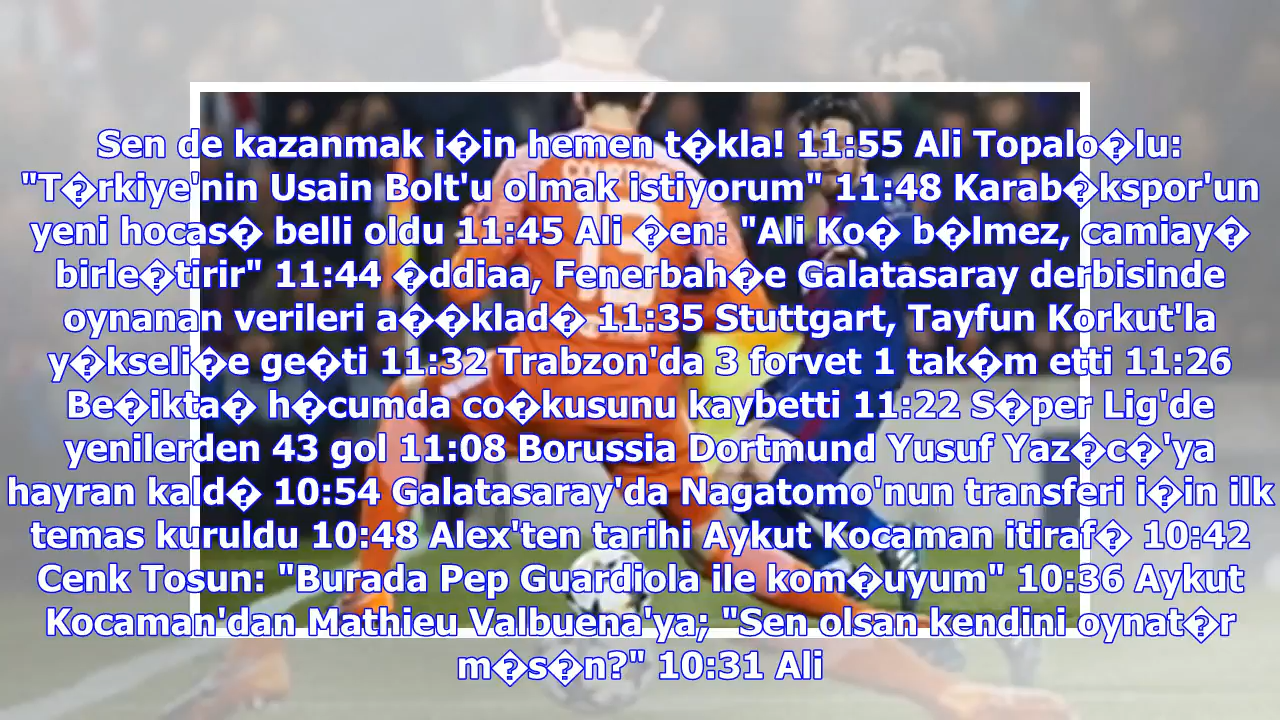 Sen de kazanmak i�in hemen t�kla! 11:55 Ali Topalo�lu:
"T�rkiye'nin Usain Bolt'u olmak istiyorum" 11:48 Karab�kspor'un
yeni hocas� belli oldu 11:45 Ali �en: "Ali Ko� b�lmez, camiay�
birle�tirir" 11:44 �ddiaa, Fenerbah�e Galatasaray derbisinde
oynanan verileri a��klad� 11:35 Stuttgart, Tayfun Korkut'la
y�kseli�e ge�ti 11:32 Trabzon'da 3 forvet 1 tak�m etti 11:26
Be�ikta� h�cumda co�kusunu kaybetti 11:22 S�per Lig'de
yenilerden 43 gol 11:08 Borussia Dortmund Yusuf Yaz�c�'ya
hayran kald� 10:54 Galatasaray'da Nagatomo'nun transferi i�in ilk
temas kuruldu 10:48 Alex'ten tarihi Aykut Kocaman itiraf� 10:42
Cenk Tosun: "Burada Pep Guardiola ile kom�uyum" 10:36 Aykut
Kocaman'dan Mathieu Valbuena'ya; "Sen olsan kendini oynat�r
m�s�n?" 10:31 Ali